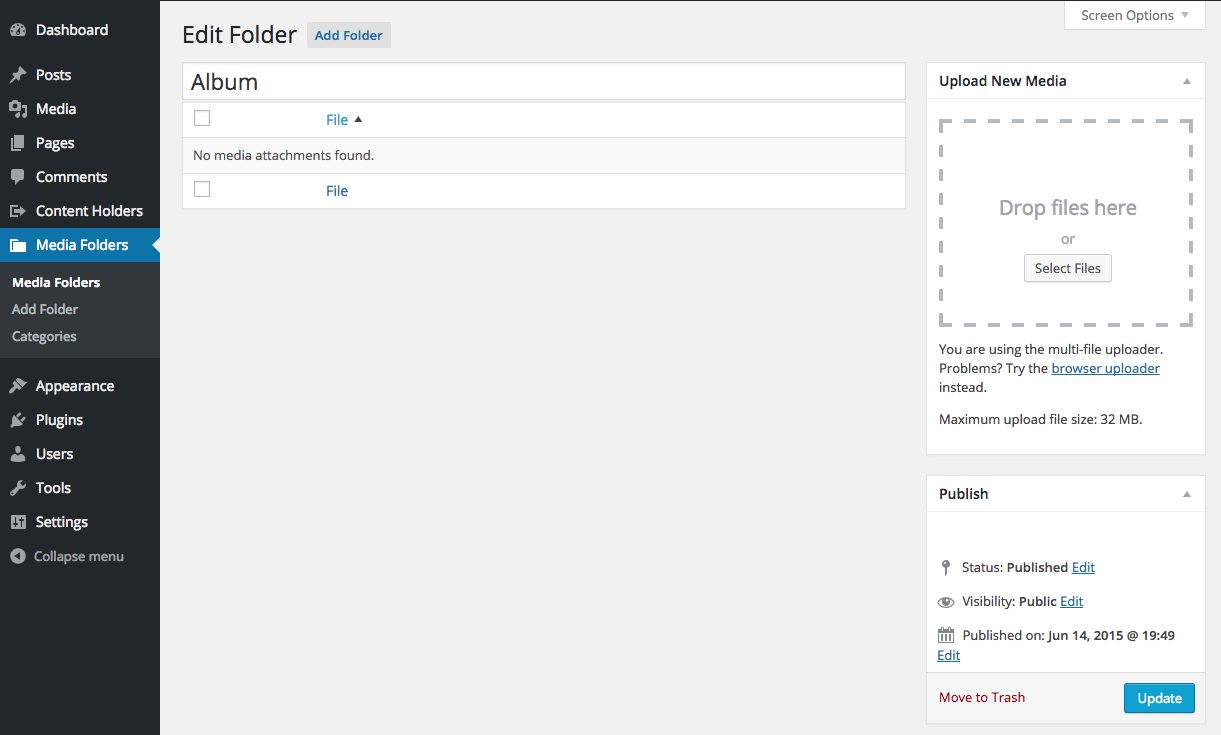 Dashboard
Posts
Media
Pages
Comments
Content Holders
Media Folders
Media Folders
Add Folder
Categories
Appearance
Plugins
Users
Tools
Settings
Collapse menu
Screen Options
Edit Folder Add Folder
Album
File
No media attachments found.
File
Upload New Media
Drop files here
or
Select Files
You are using the multi-file uploader.
Problems? Try the browser uploader
instead.
Maximum upload file size: 32 MB.
Publish
Status: Published Edit
Visibility: Public Edit
Published on: Jun 14, 2015 @ 19:49
Edit
Move to Trash
Update